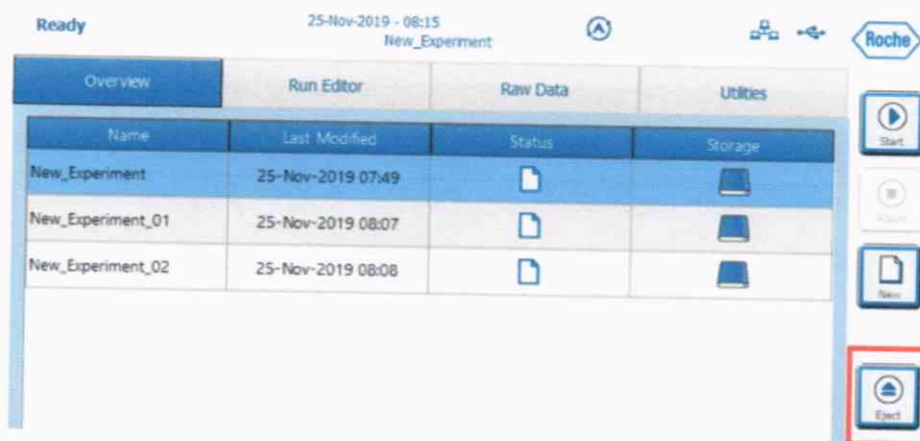 Ready
25-Nov-2019 - 08:15
New_Experiment
Roche
Overview
Run Editor
Raw Data
Utilities
Start
Name
Last Modified
Status
Storage
New_Experiment
25-Nov-2019 07:49
New_Experiment_01
25-Nov-2019 08:07
New_Experiment_02
25-Nov-2019 08:08
New
Eject